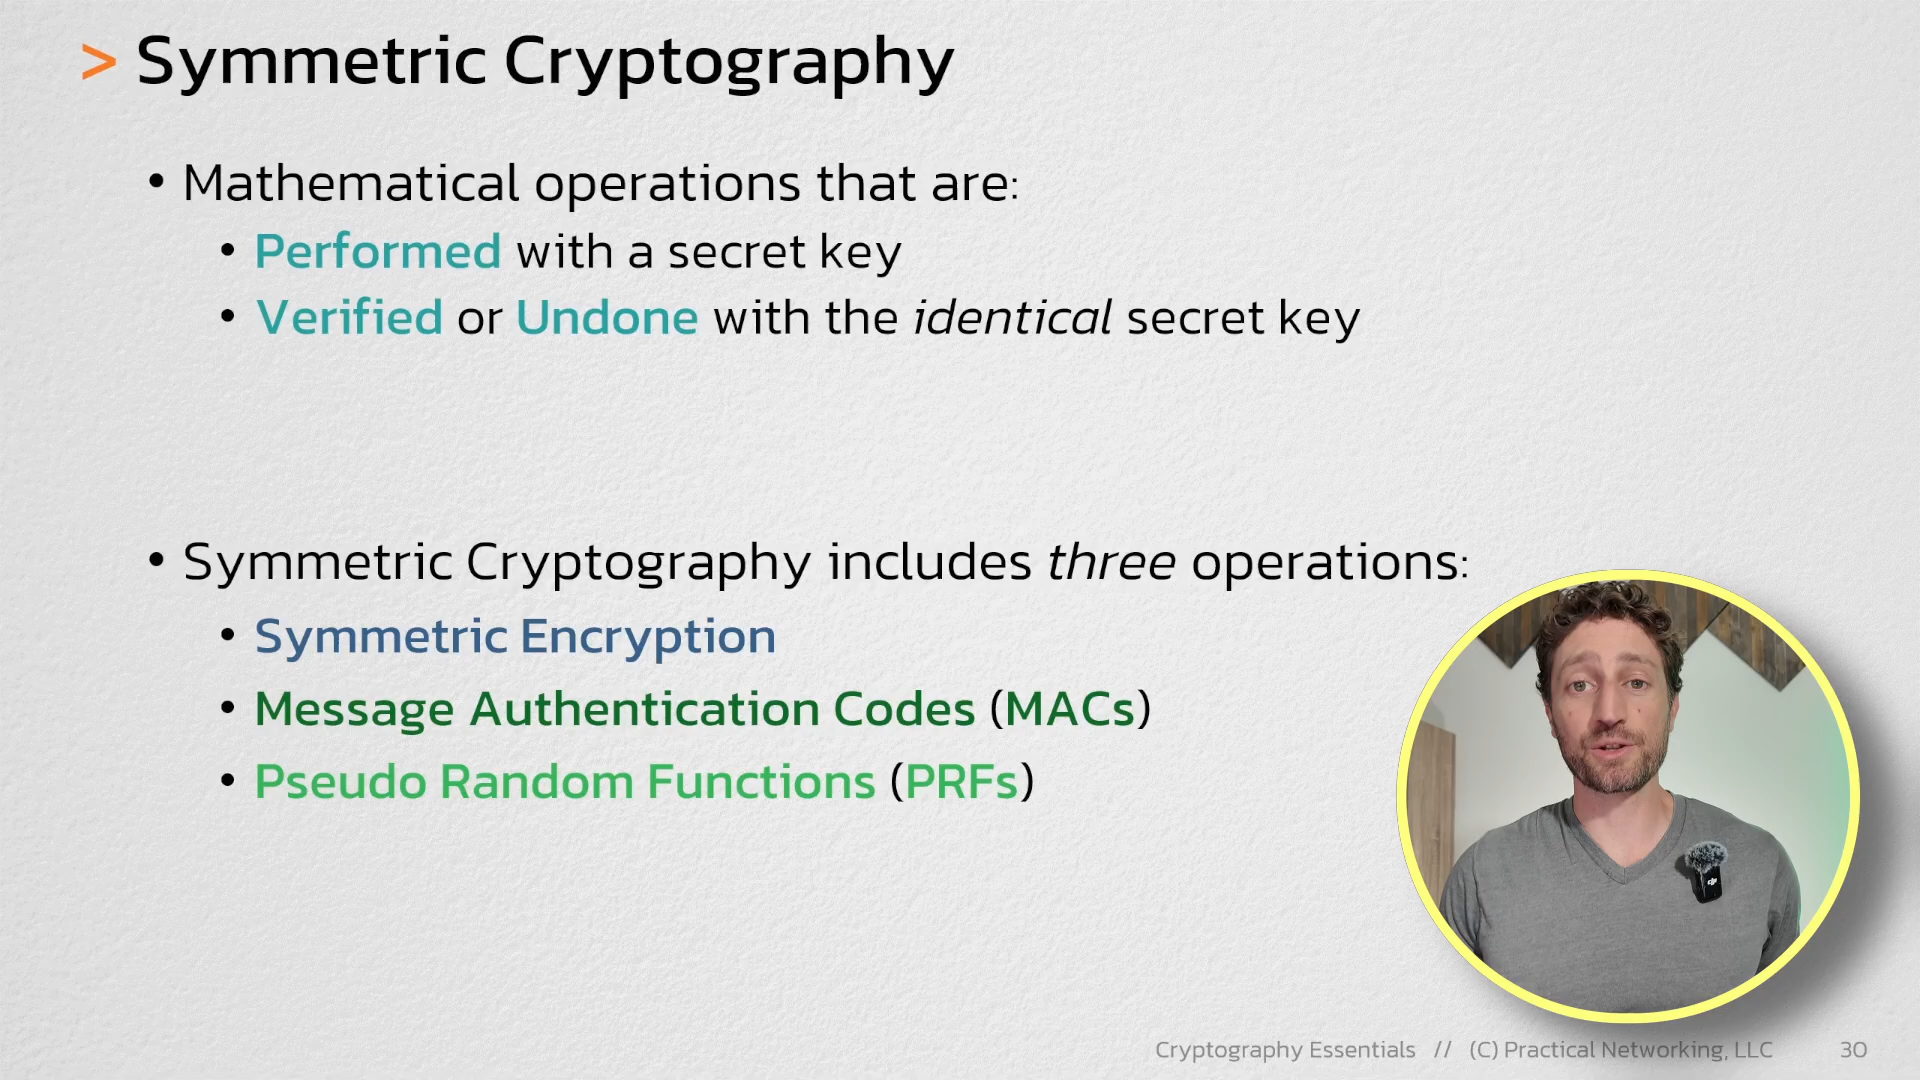 > Symmetric Cryptography
• Mathematical operations that are:
• Performed with a secret key
• Verified or Undone with the identical secret key
• Symmetric Cryptography includes three operations:
• Symmetric Encryption
• Message Authentication Codes (MACs)
• Pseudo Random Functions (PRFs)
Cryptography Essentials // (C) Practical Networking, LLC 30